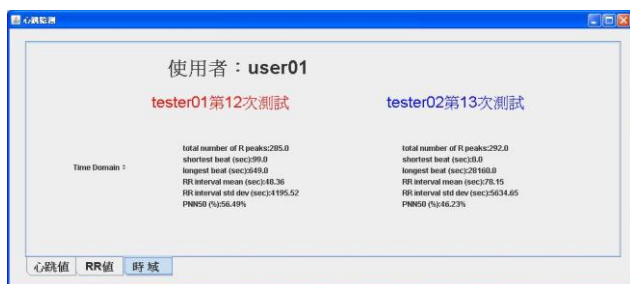 心跳監測
使用者：user01
tester01第12次測試
tester02第13次測試
Time Domain :
total number of R peaks:285.0
shortest beat (sec):99.0
longest beat (sec):649.0
RR interval mean (sec):48.36
RR interval std dev (sec):4195.52
PNN50 (%):56.49%
total number of R peaks:292.0
shortest beat (sec):0.0
longest beat (sec):28160.0
RR interval mean (sec):78.15
RR interval std dev (sec):5634.65
PNN50 (%):46.23%
心跳值
RR值
時域